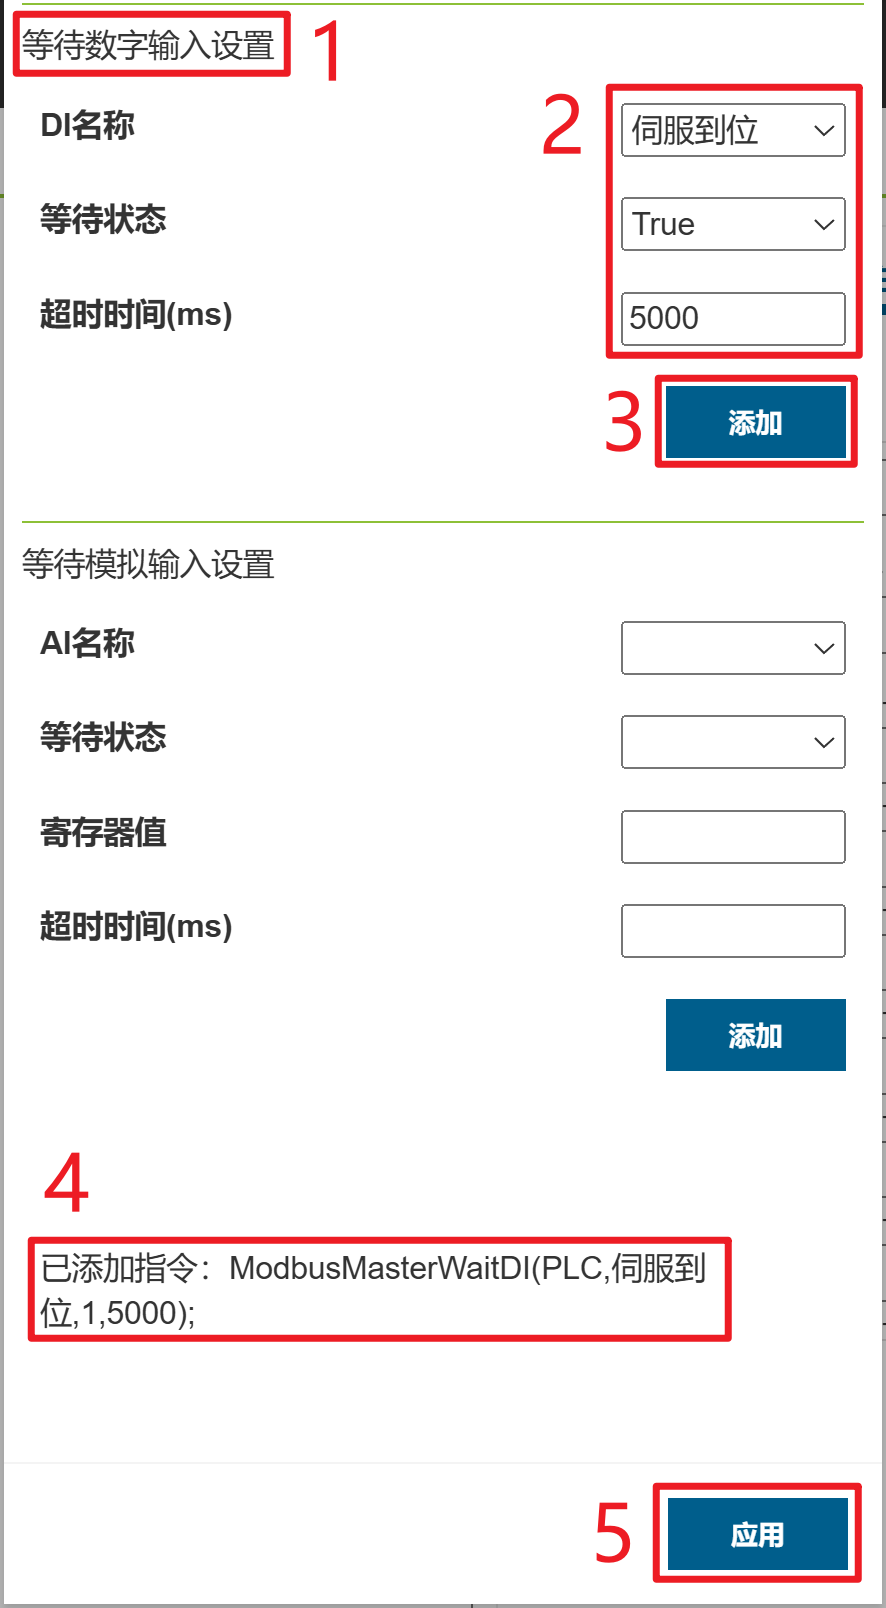 等待数字输入设置 1
DI名称 2 伺服到位
等待状态 True
超时时间(ms) 5000
3 添加
等待模拟输入设置
AI名称
等待状态
寄存器值
超时时间(ms)
添加
4
已添加指令：ModbusMasterWaitDI(PLC,伺服到
位,1,5000);
5 应用